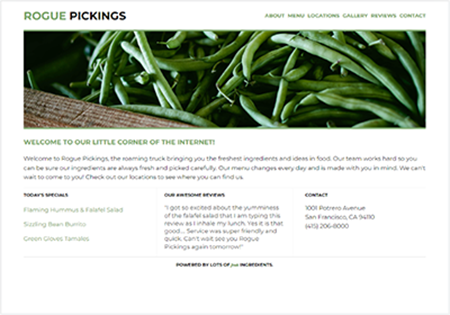 ROGUE PICKINGS
ABOUT MENU LOCATIONS GALLERY REVIEWS CONTACT
WELCOME TO OUR LITTLE CORNER OF THE INTERNET!
Welcome to Rogue Pickings, the roaming truck bringing you the freshest ingredients and ideas in food. Our team works hard so you
can be sure our ingredients are always fresh and picked carefully. Our menu changes every day and is made with you in mind. We can't
wait to come to you! Check out our locations to see where you can find us.
TODAY'S SPECIALS
Flaming Hummus & Falafel Salad
Sizzling Bean Burrito
Green Gloves Tamales
OUR AWESOME REVIEWS
"I got so excited about the yumminess
of the falafel salad that I am typing this
review as I inhale my lunch. Yes it is that
good.... Service was super friendly and
quick. Can't wait see you Rogue
Pickings again tomorrow!"
CONTACT
1001 Potrero Avenue
San Francisco, CA 94110
(415) 206-8000
POWERED BY LOTS OF fun INGREDIENTS.